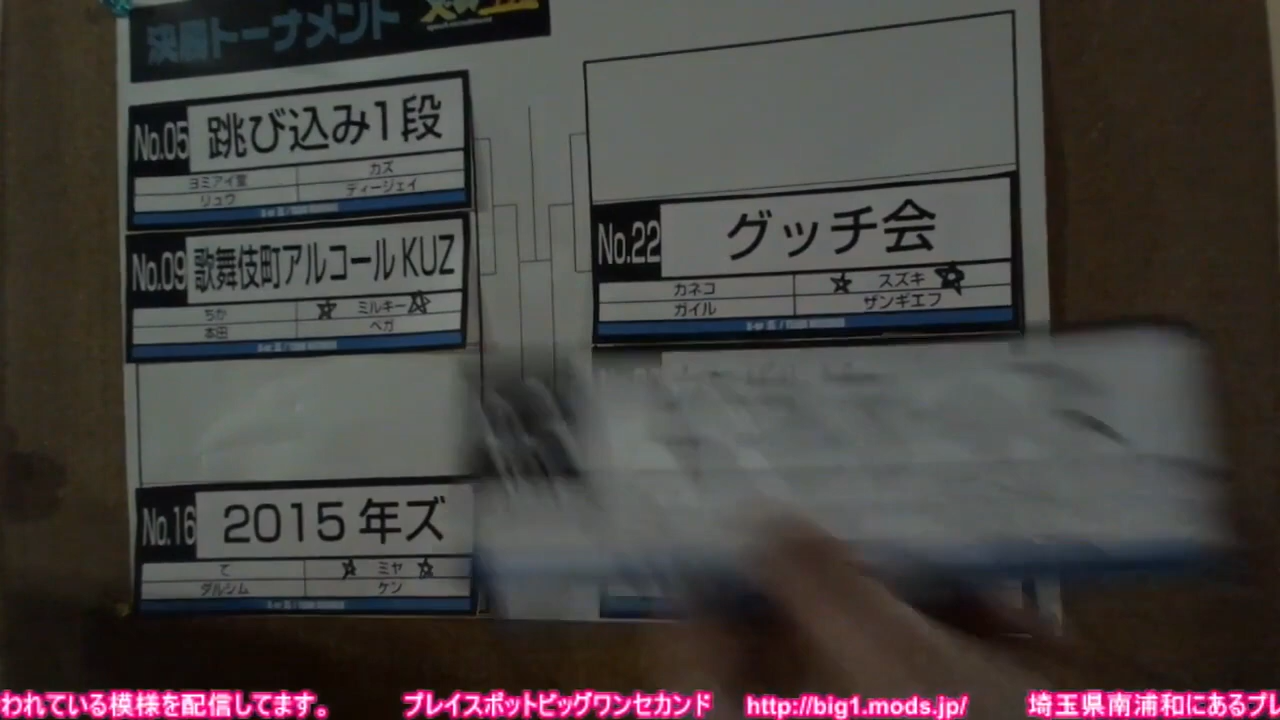 決勝トーナメント
No.05 跳び込み1段
ヨミアイ室 カズ
リュウ ディージェイ
No.09 歌舞伎町アルコールKUZ
ちか ☆ ミルキー ☆
本田 ベガ
No.16 2015年ズ
て ☆ ミヤ ☆
ダルシム ケン
No.22 グッチ会
カネコ ☆ スズキ ☆
ガイル ザンギエフ
われている模様を配信してます。 プレイスポットビッグワンセカンド http://big1.mods.jp/ 埼玉県南浦和にあるプレ